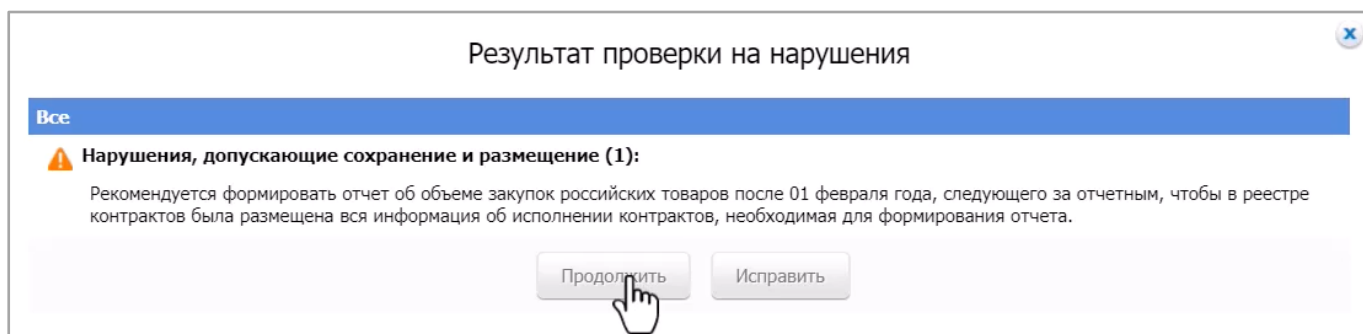 Результат проверки на нарушения
Все
Нарушения, допускающие сохранение и размещение (1):
Рекомендуется формировать отчет об объеме закупок российских товаров после 01 февраля года, следующего за отчетным, чтобы в реестре
контрактов была размещена вся информация об исполнении контрактов, необходимая для формирования отчета.
Продолжить Исправить